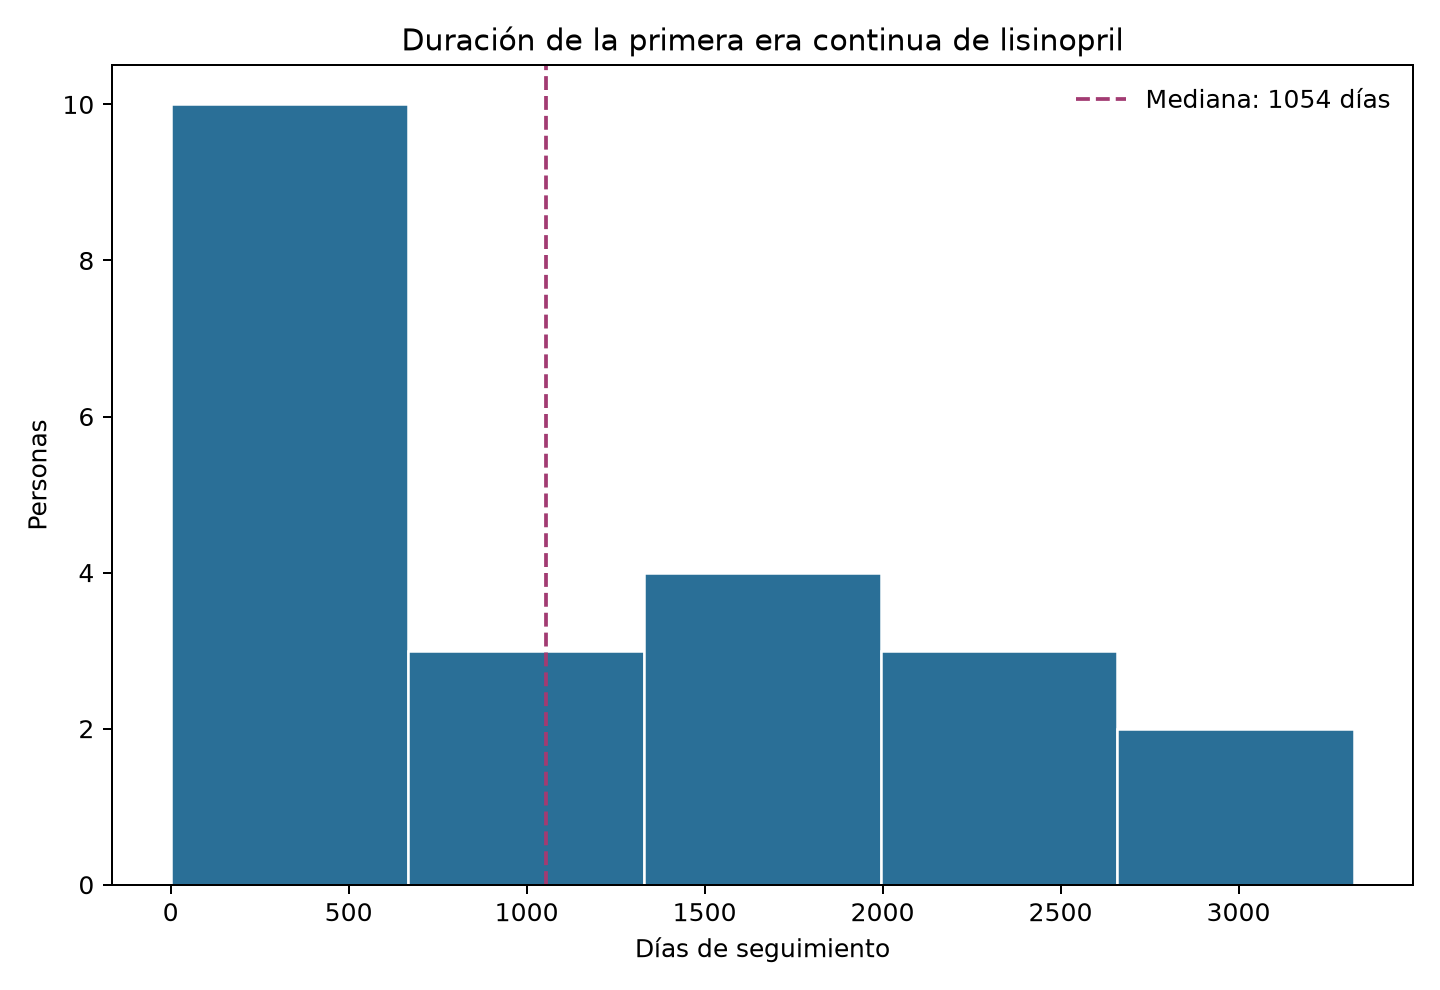 Duración de la primera era continua de lisinopril
Mediana: 1054 días
Personas
10
8
6
4
2
0
0 500 1000 1500 2000 2500 3000
Días de seguimiento